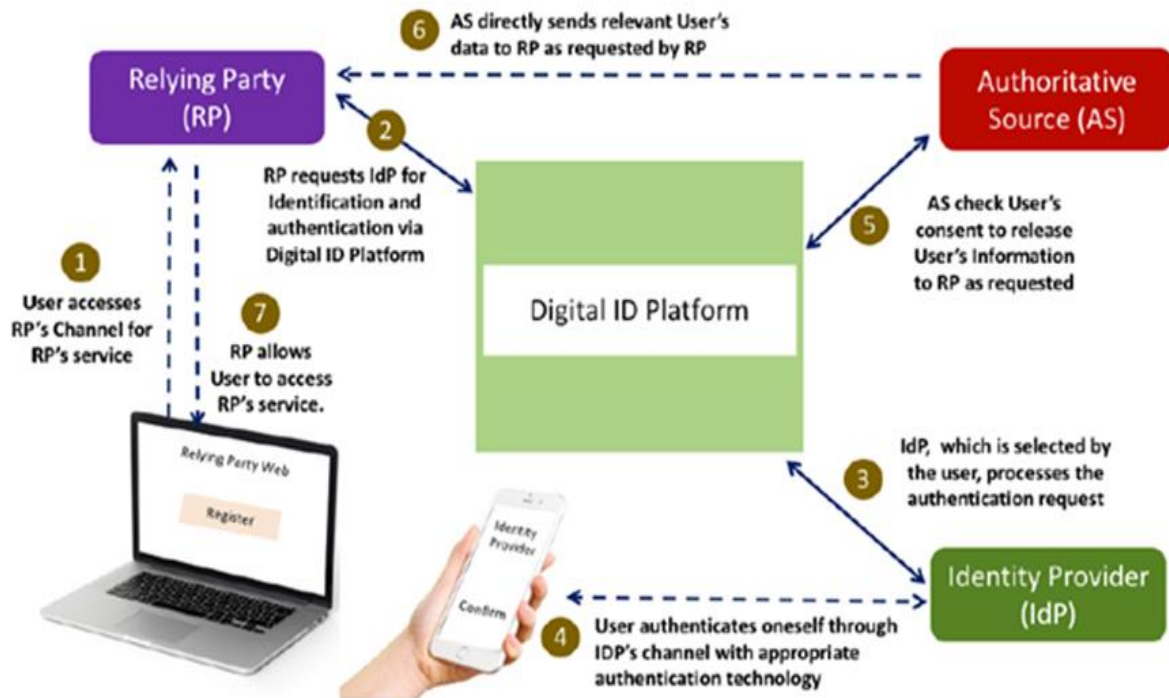 6
AS directly sends relevant User's
data to RP as requested by RP
Relying Party
(RP)
Authoritative
Source (AS)
2
RP requests IdP for
Identification and
authentication via
Digital ID Platform
5
AS check User's
consent to release
User's Information
to RP as requested
1
User accesses
RP's Channel for
RP's service
7
RP allows
User to access
RP's service.
Digital ID Platform
Relying Party Web
Register
3
IdP, which is selected by
the user, processes the
authentication request
Identity
Provider
Confirm
4
User authenticates oneself through
IDP's channel with appropriate
authentication technology
Identity Provider
(IdP)